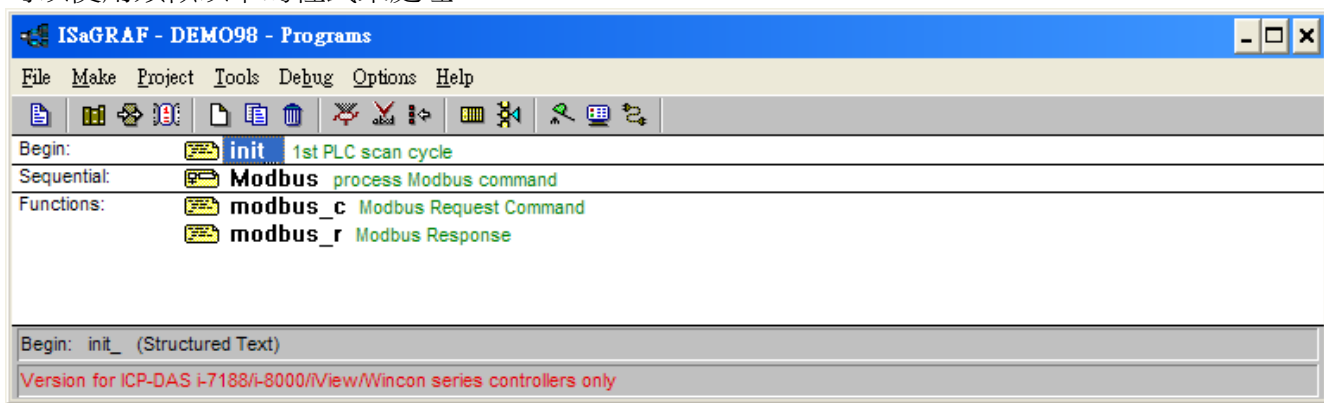 ISaGRAF - DEMO98 - Programs
File Make Project Tools Debug Options Help
Begin: init_ 1st PLC scan cycle
Sequential: Modbus process Modbus command
Functions: modbus_c Modbus Request Command
modbus_r Modbus Response
Begin: init_ (Structured Text)
Version for ICP-DAS i-7188/i-8000/iView/Wincon series controllers only